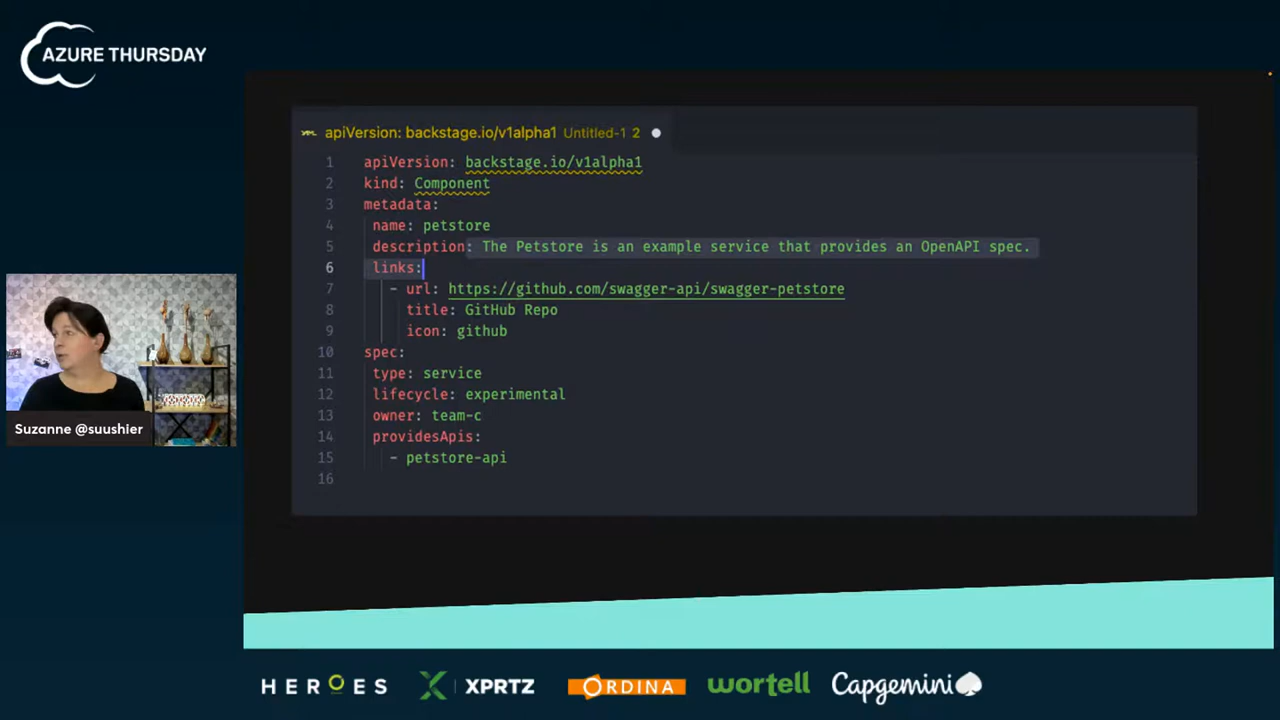 AZURE THURSDAY
apiVersion: backstage.io/v1alpha1 Untitled-1 2
1 apiVersion: backstage.io/v1alpha1
2 kind: Component
3 metadata:
4 name: petstore
5 description: The Petstore is an example service that provides an OpenAPI spec.
6 links:
7 - url: https://github.com/swagger-api/swagger-petstore
8 title: GitHub Repo
9 icon: github
10 spec:
11 type: service
12 lifecycle: experimental
13 owner: team-c
14 providesApis:
15 - petstore-api
16
Suzanne @suushier
HEROES XPRTZ ORDINA wortell Capgemini